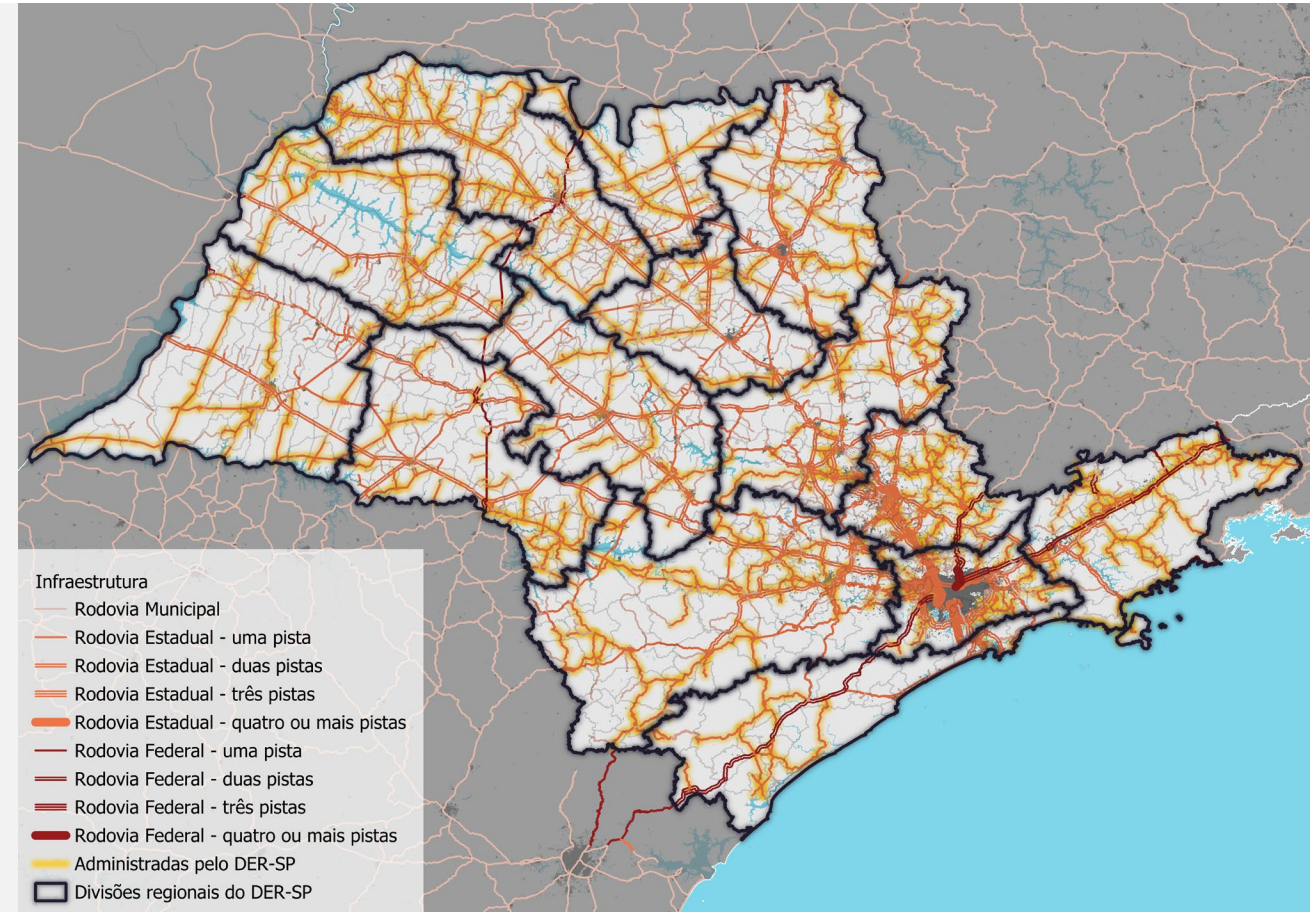 Infraestrutura
Rodovia Municipal
Rodovia Estadual - uma pista
Rodovia Estadual - duas pistas
Rodovia Estadual - três pistas
Rodovia Estadual - quatro ou mais pistas
Rodovia Federal - uma pista
Rodovia Federal - duas pistas
Rodovia Federal - três pistas
Rodovia Federal - quatro ou mais pistas
Administradas pelo DER-SP
Divisões regionais do DER-SP